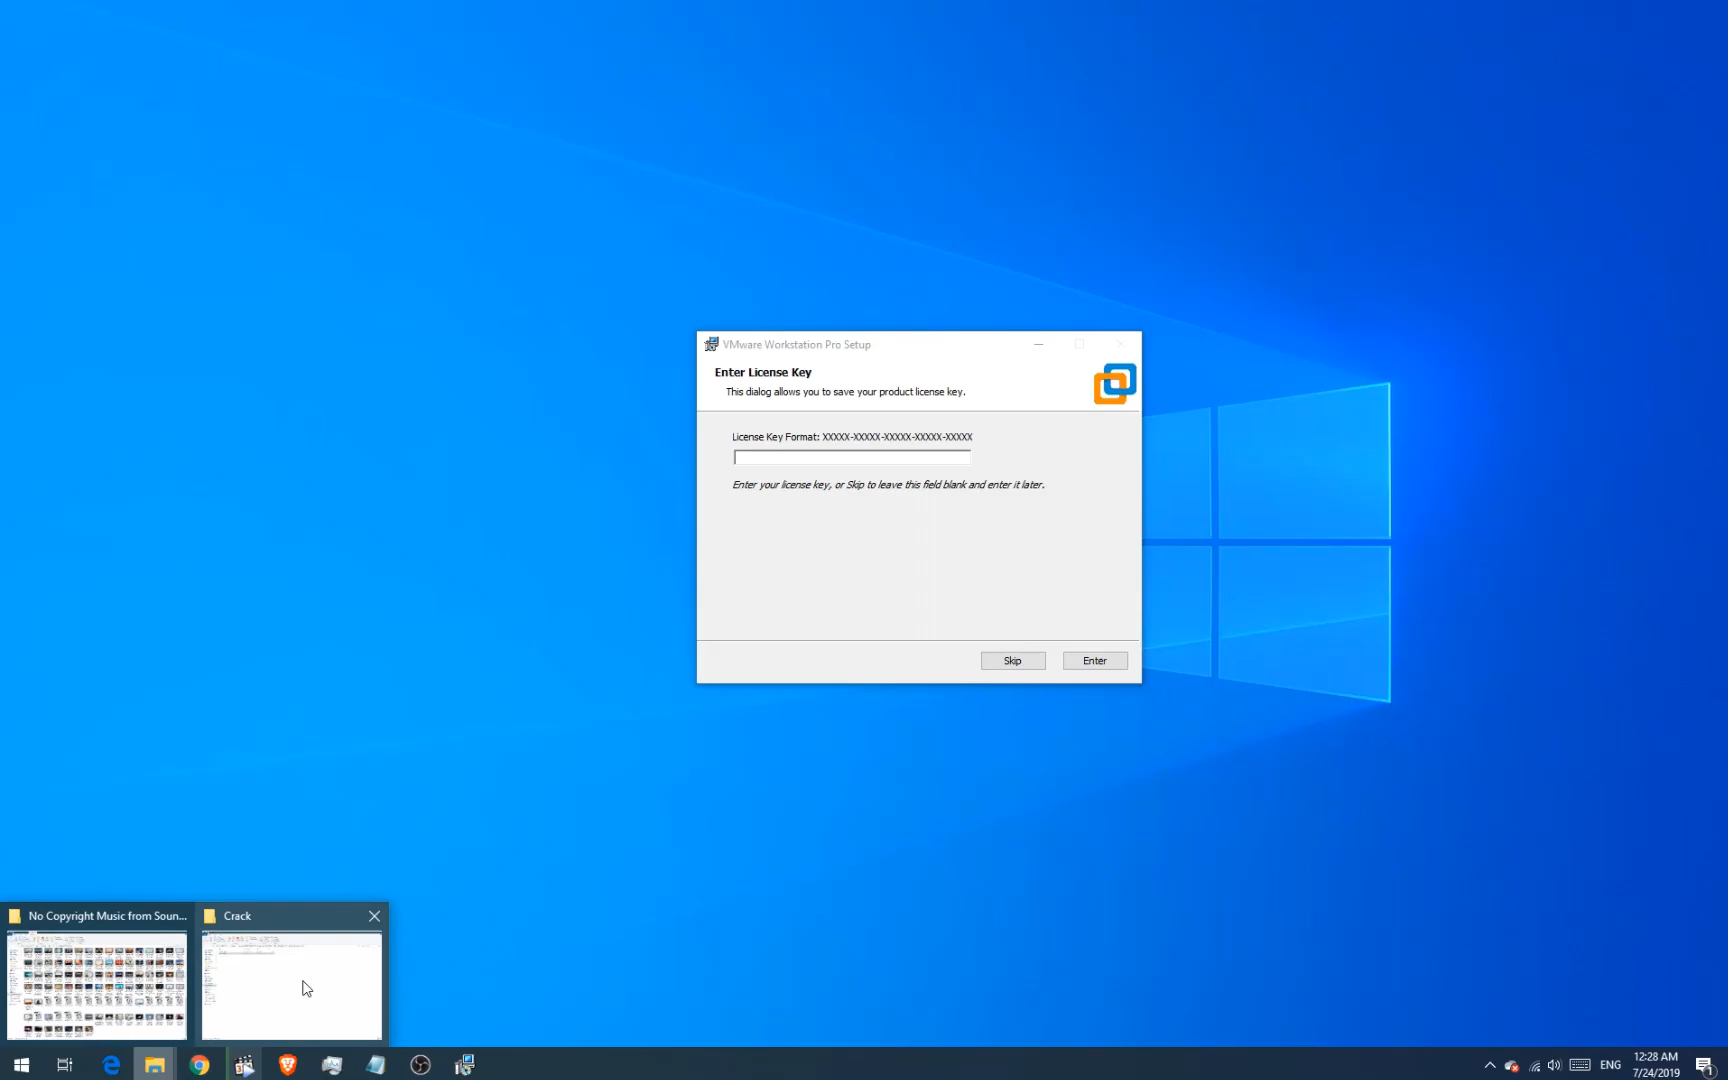 VMware Workstation Pro Setup
Enter License Key
This dialog allows you to save your product license key.
License Key Format: XXXXX-XXXXX-XXXXX-XXXXX-XXXXX
Enter your license key, or Skip to leave this field blank and enter it later.
Skip
Enter
No Copyright Music from Soun...
Crack
ENG
12:28 AM
7/24/2019